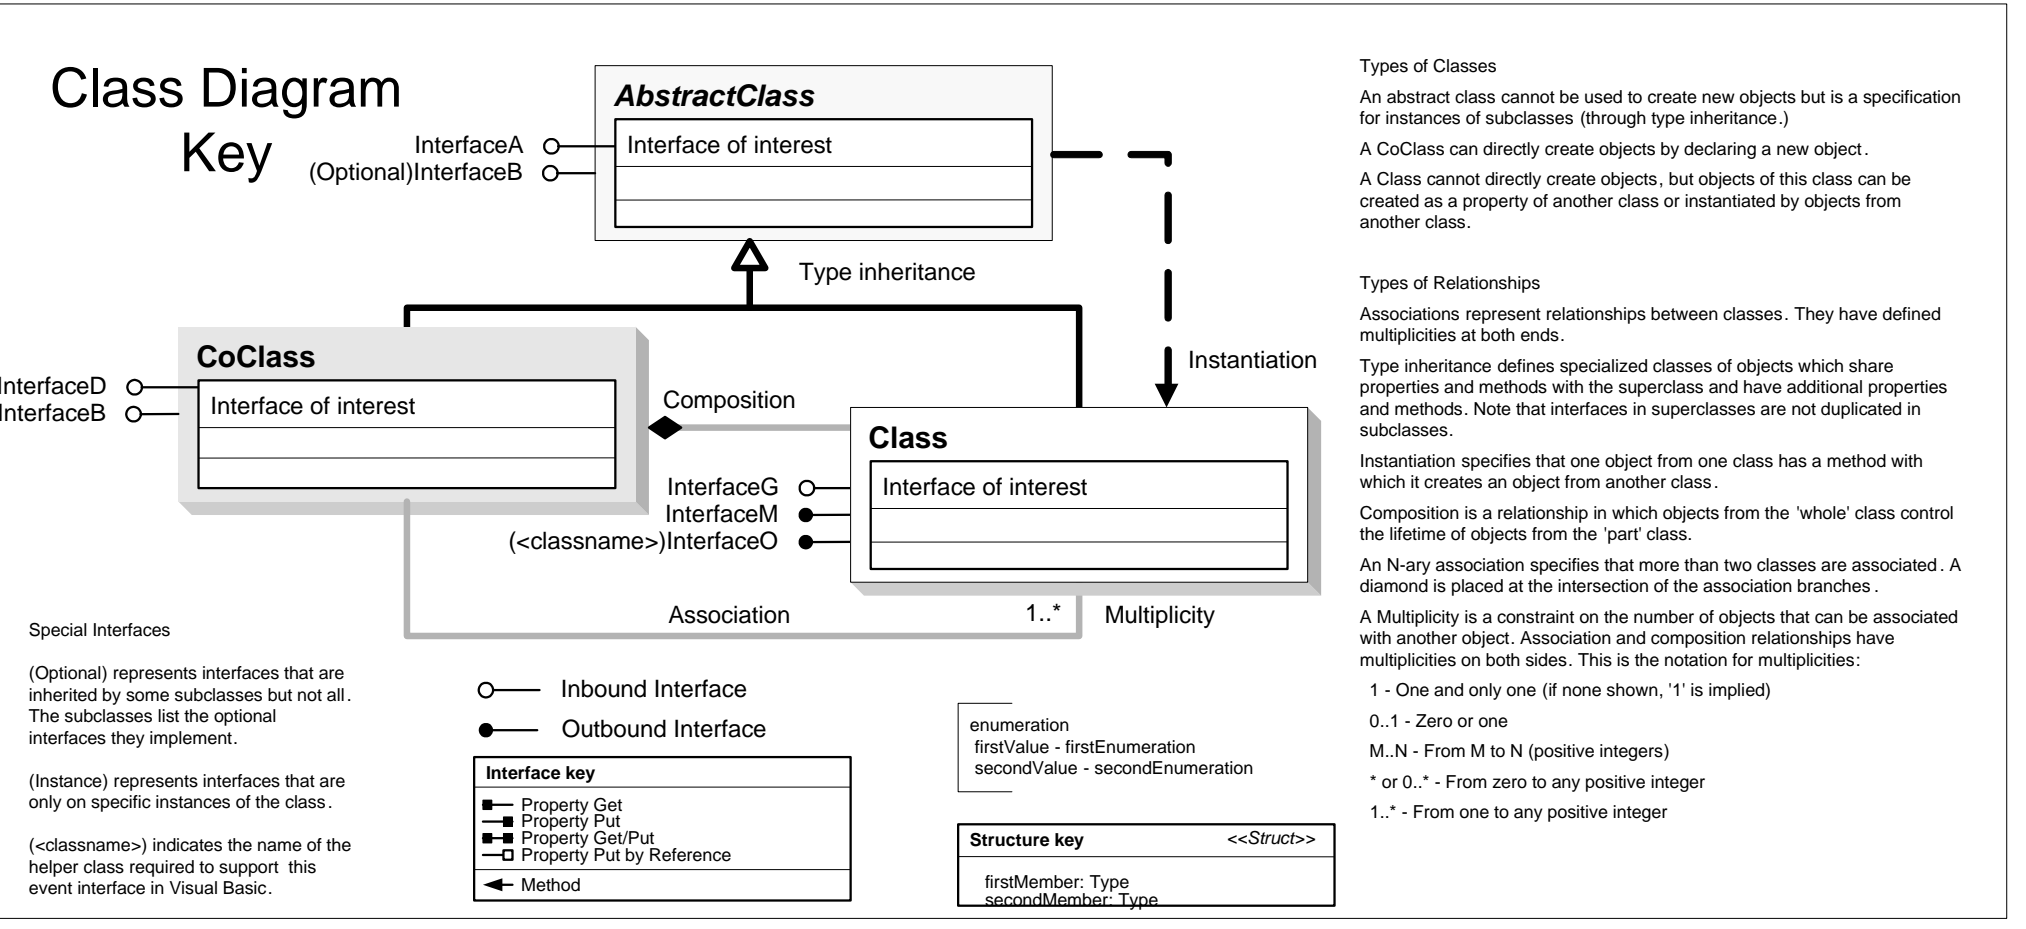 Class Diagram
Key
AbstractClass
Interface of interest
InterfaceA
(Optional)InterfaceB
Type inheritance
CoClass
Interface of interest
InterfaceD
InterfaceB
Composition
Instantiation
Class
Interface of interest
InterfaceG
InterfaceM
(<classname>)InterfaceO
Association
1..*
Multiplicity
Special Interfaces
(Optional) represents interfaces that are
inherited by some subclasses but not all.
The subclasses list the optional
interfaces they implement.
(Instance) represents interfaces that are
only on specific instances of the class.
(<classname>) indicates the name of the
helper class required to support this
event interface in Visual Basic.
Inbound Interface
Outbound Interface
Interface key
Property Get
Property Put
Property Get/Put
Property Put by Reference
Method
enumeration
firstValue - firstEnumeration
secondValue - secondEnumeration
Structure key <<Struct>>
firstMember: Type
secondMember: Type
Types of Classes
An abstract class cannot be used to create new objects but is a specification
for instances of subclasses (through type inheritance.)
A CoClass can directly create objects by declaring a new object.
A Class cannot directly create objects, but objects of this class can be
created as a property of another class or instantiated by objects from
another class.
Types of Relationships
Associations represent relationships between classes. They have defined
multiplicities at both ends.
Type inheritance defines specialized classes of objects which share
properties and methods with the superclass and have additional properties
and methods. Note that interfaces in superclasses are not duplicated in
subclasses.
Instantiation specifies that one object from one class has a method with
which it creates an object from another class.
Composition is a relationship in which objects from the 'whole' class control
the lifetime of objects from the 'part' class.
An N-ary association specifies that more than two classes are associated. A
diamond is placed at the intersection of the association branches.
A Multiplicity is a constraint on the number of objects that can be associated
with another object. Association and composition relationships have
multiplicities on both sides. This is the notation for multiplicities:
1 - One and only one (if none shown, '1' is implied)
0..1 - Zero or one
M..N - From M to N (positive integers)
* or 0..* - From zero to any positive integer
1..* - From one to any positive integer